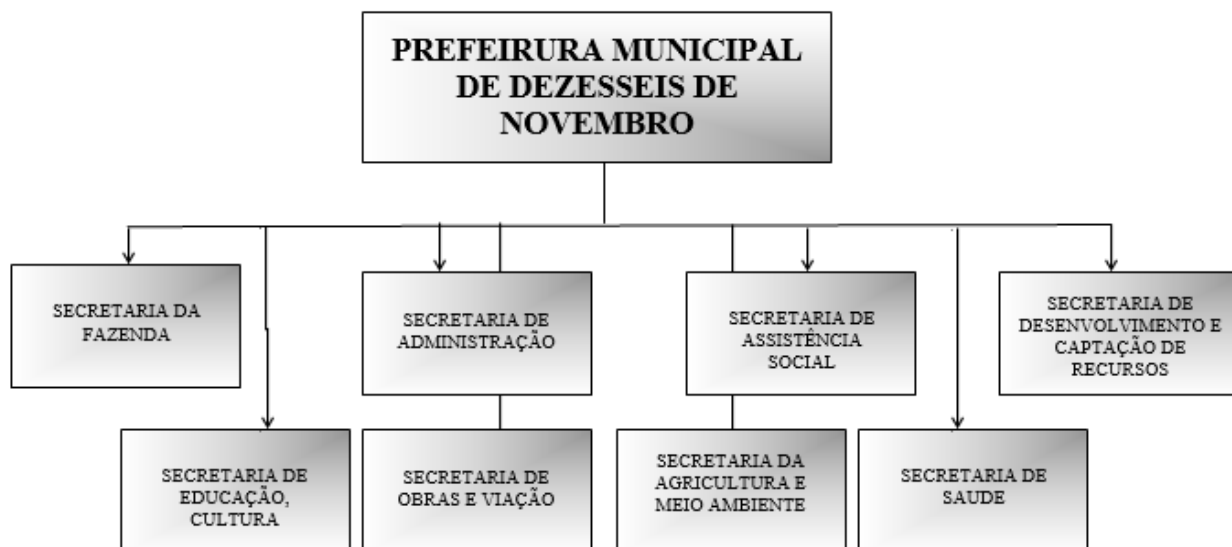 PREFEIRURA MUNICIPAL
DE DEZESSEIS DE
NOVEMBRO
SECRETARIA DA
FAZENDA
SECRETARIA DE
ADMINISTRAÇÃO
SECRETARIA DE
ASSISTÊNCIA
SOCIAL
SECRETARIA DE
DESENVOLVIMENTO E
CAPTAÇÃO DE
RECURSOS
SECRETARIA DE
EDUCAÇÃO,
CULTURA
SECRETARIA DE
OBRAS E VIAÇÃO
SECRETARIA DA
AGRICULTURA E
MEIO AMBIENTE
SECRETARIA DE
SAUDE